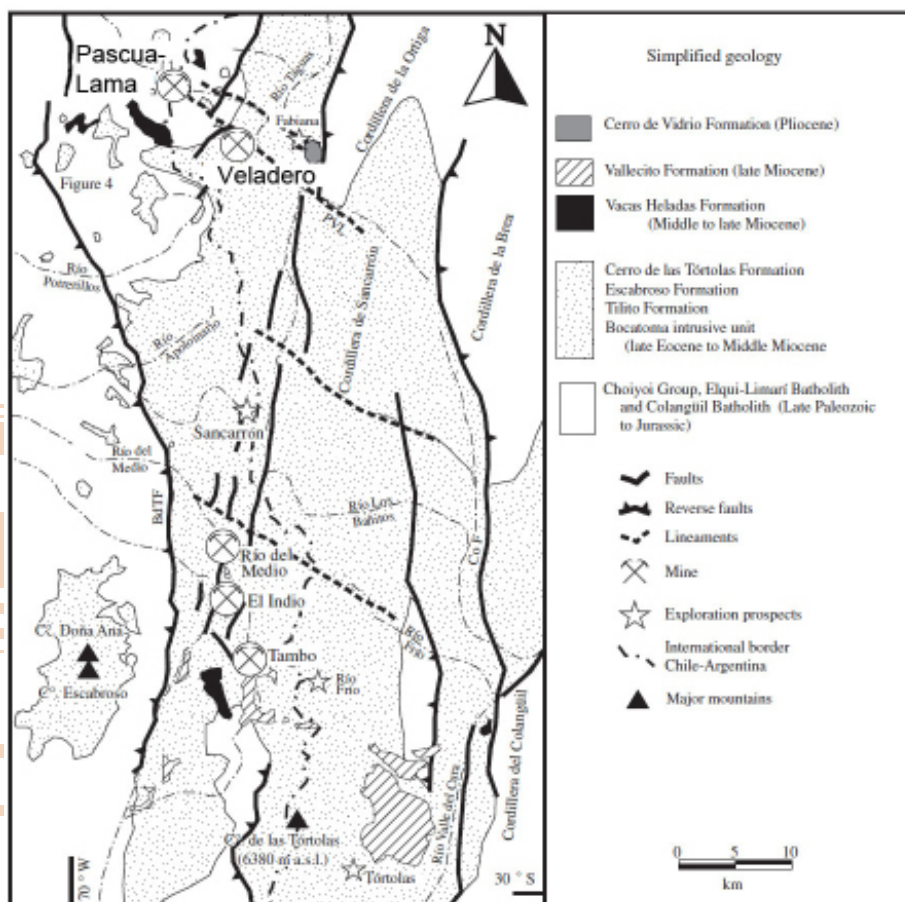 Pascua-
Lama
Río Taguas
Cordillera de la Ortiga
N
Fabiana
Veladero
Figure 4
PVL
Río
Potrerillos
Cordillera de Sancarrón
Cordillera de la Brea
Río
Apolinario
Sancarrón
Río del
Medio
BdTF
Río Los
Bañitos
Co F
Río del
Medio
El Indio
Río
Frío
Tambo
Río
Frío
Cº. Doña Ana
Cº. Escabroso
Cordillera del Colangüil
Río Valle del Cura
Cº. de las Tórtolas
(6380 m a.s.l.)
Tórtolas
70 ° W
30 ° S
Simplified geology
Cerro de Vidrio Formation (Pliocene)
Vallecito Formation (late Miocene)
Vacas Heladas Formation
(Middle to late Miocene)
Cerro de las Tórtolas Formation
Escabroso Formation
Tilito Formation
Bocatoma intrusive unit
(late Eocene to Middle Miocene
Choiyoi Group, Elqui-Limarí Batholith
and Colangüil Batholith (Late Paleozoic
to Jurassic)
Faults
Reverse faults
Lineaments
Mine
Exploration prospects
International border
Chile-Argentina
Major mountains
0 5 10
km